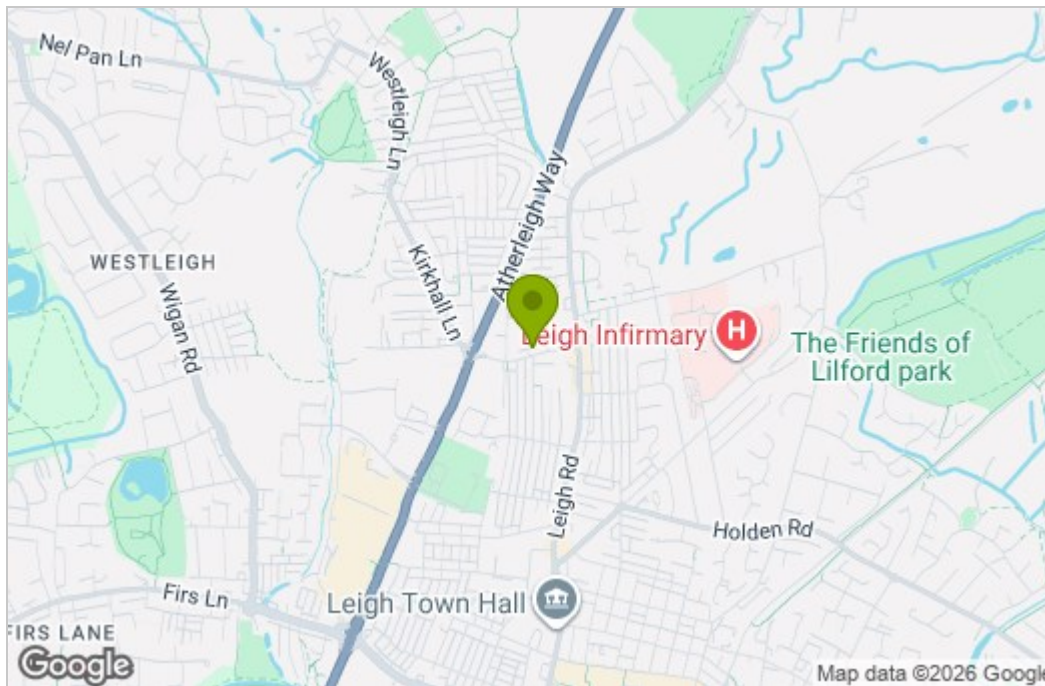 Nel Pan Ln
Westleigh Ln
Atherleigh Way
Kirkhall Ln
WESTLEIGH
Wigan Rd
Leigh Infirmary
H
The Friends of
Lilford park
Leigh Rd
Holden Rd
Firs Ln
Leigh Town Hall
FIRS LANE
Google
Map data ©2026 Google